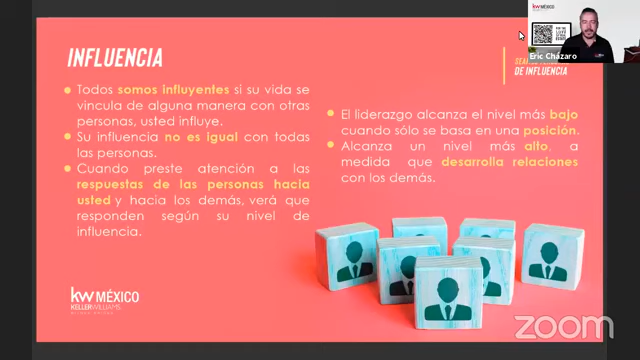 INFLUENCIA
Todos somos influyentes si su vida se
vincula de alguna manera con otras
personas, usted influye.
Su influencia no es igual con todas
las personas.
Cuando preste atención a las
respuestas de las personas hacia
usted y hacia los demás, verá que
responden según su nivel de
influencia.
El liderazgo alcanza el nivel más bajo
cuando sólo se basa en una posición.
Alcanza un nivel más alto, a
medida que desarrolla relaciones
con los demás.
DE INFLUENCIA
kw MÉXICO
KELLERWILLIAMS
kw MÉXICO
Eric Cházaro
zoom